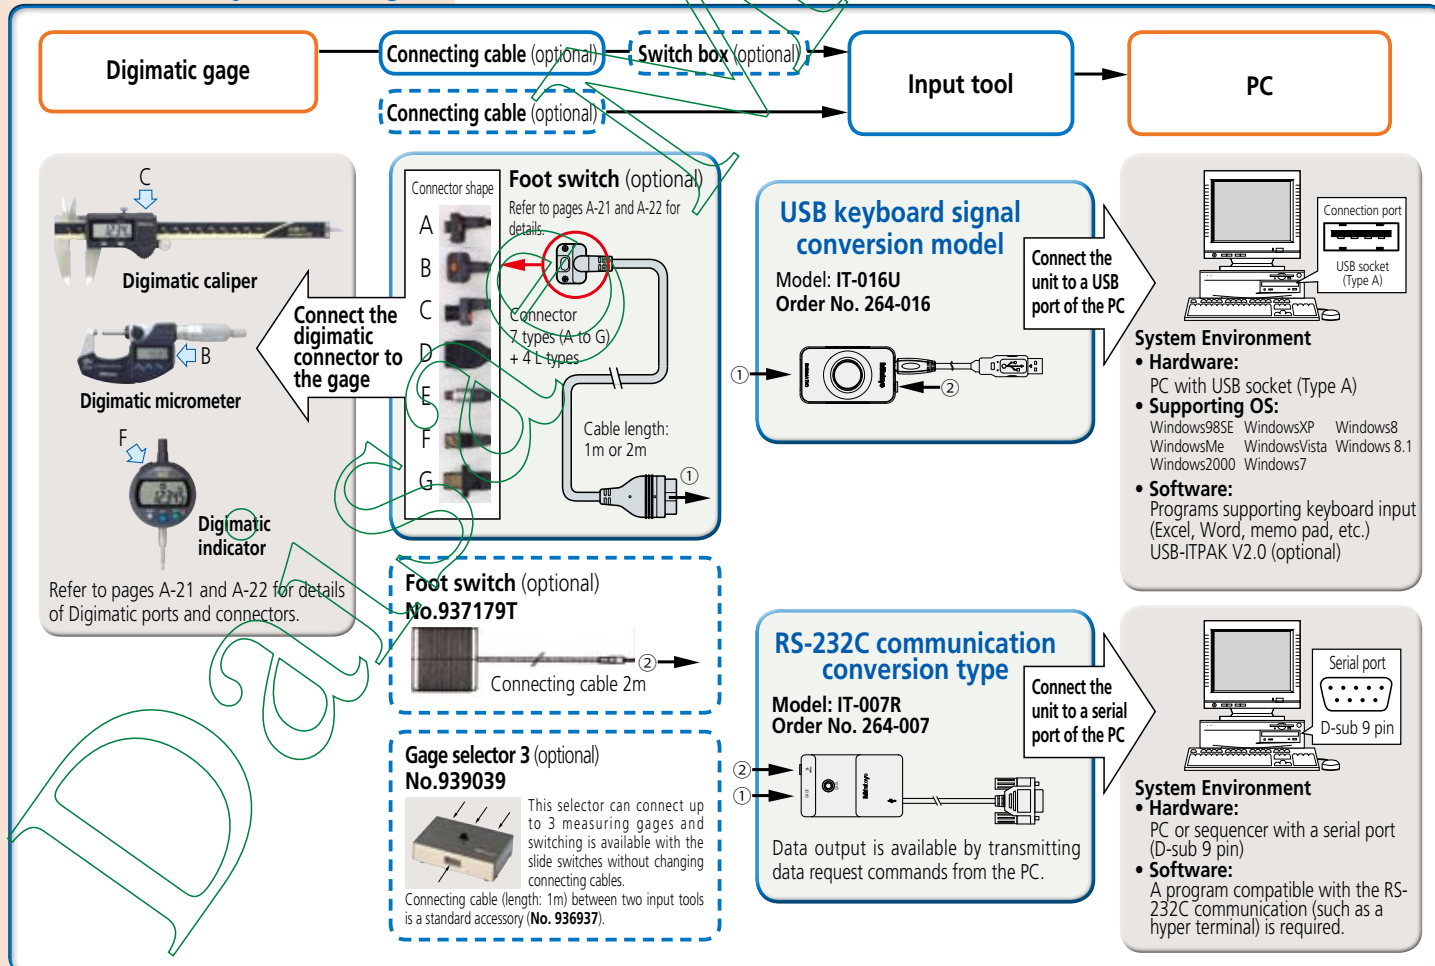 Digimatic gage
Connecting cable (optional)
Switch box (optional)
Connecting cable (optional)
Input tool
PC
C
Digimatic caliper
B
Digimatic micrometer
F
Digimatic
indicator
Refer to pages A-21 and A-22 for details
of Digimatic ports and connectors.
Connect the
digimatic
connector to
the gage
Connector shape
A
B
C
D
E
F
G
Foot switch (optional)
Refer to pages A-21 and A-22 for
details.
Connector
7 types (A to G)
+ 4 L types
Cable length:
1m or 2m
①
Foot switch (optional)
No.937179T
②
Connecting cable 2m
Gage selector 3 (optional)
No.939039
This selector can connect up
to 3 measuring gages and
switching is available with the
slide switches without changing
connecting cables.
Connecting cable (length: 1m) between two input tools
is a standard accessory (No. 936937).
USB keyboard signal
conversion model
Model: IT-016U
Order No. 264-016
①
Mitutoyo
②
Connect the
unit to a USB
port of the PC
Connection port
USB socket
(Type A)
System Environment
• Hardware:
PC with USB socket (Type A)
• Supporting OS:
Windows98SE WindowsXP Windows8
WindowsMe WindowsVista Windows 8.1
Windows2000 Windows7
• Software:
Programs supporting keyboard input
(Excel, Word, memo pad, etc.)
USB-ITPAK V2.0 (optional)
RS-232C communication
conversion type
Model: IT-007R
Order No. 264-007
②
①
Mitutoyo
Data output is available by transmitting
data request commands from the PC.
Connect the
unit to a serial
port of the PC
Serial port
D-sub 9 pin
System Environment
• Hardware:
PC or sequencer with a serial port
(D-sub 9 pin)
• Software:
A program compatible with the RS-
232C communication (such as a
hyper terminal) is required.